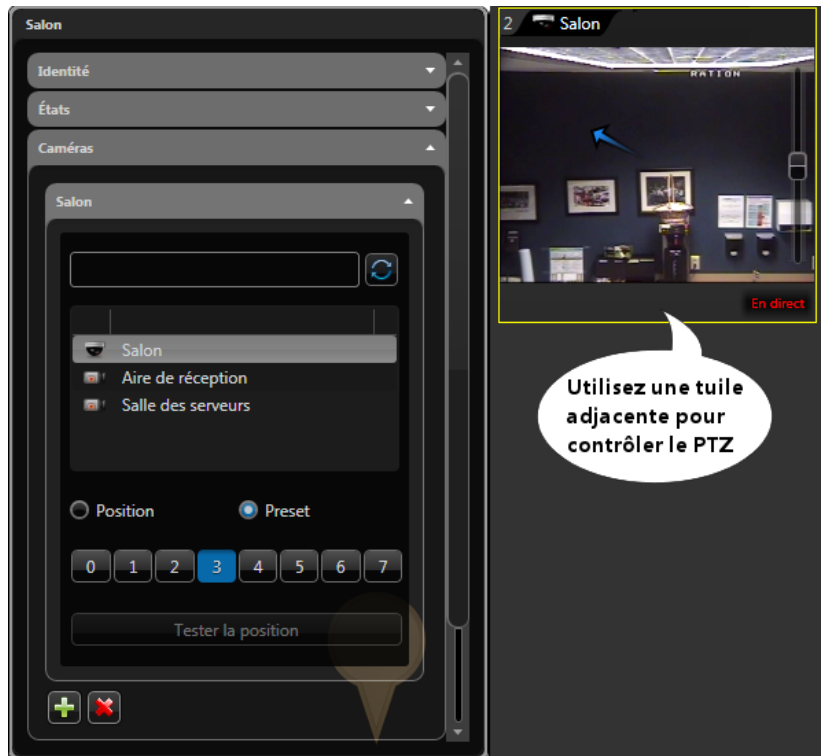 Salon
Identité
États
Caméras
Salon
Salon
Aire de réception
Salle des serveurs
Position
Preset
0 1 2 3 4 5 6 7
Tester la position
2 Salon
RATION
En direct
Utilisez une tuile
adjacente pour
contrôler le PTZ